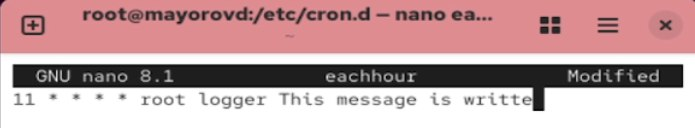 root@mayorovd:/etc/cron.d — nano ea...
~
GNU nano 8.1 eachhour Modified
11 * * * * root logger This message is writte